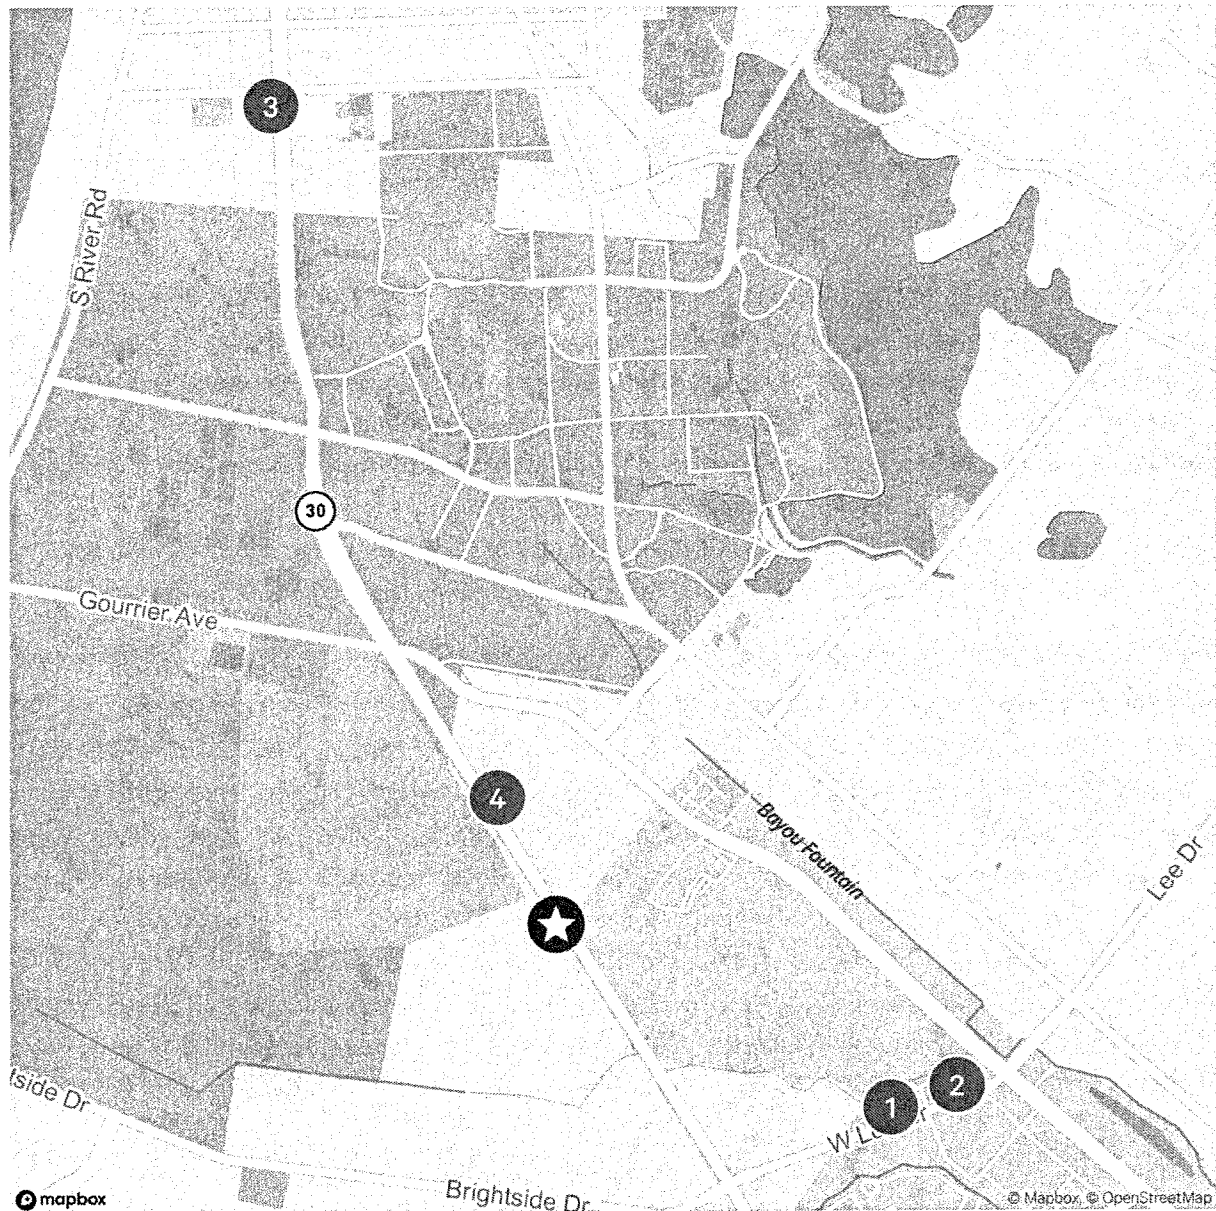 3
S River Rd
30
Gourrier Ave
4
Bayou Fountain
Lee Dr
2
1
W L
r
tside Dr
Brightside Dr
mapbox
© Mapbox, © OpenStreetMap